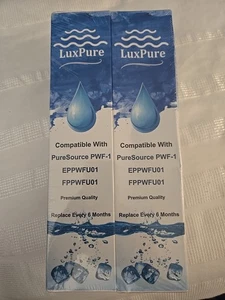 LuxPure
Compatible With
PureSource PWF-1
EPPWFU01
FPPWFU01
Premium Quality
Replace Every 6 Months
LuxPure
Compatible With
PureSource PWF-1
EPPWFU01
FPPWFU01
Premium Quality
Replace Every 6 Months